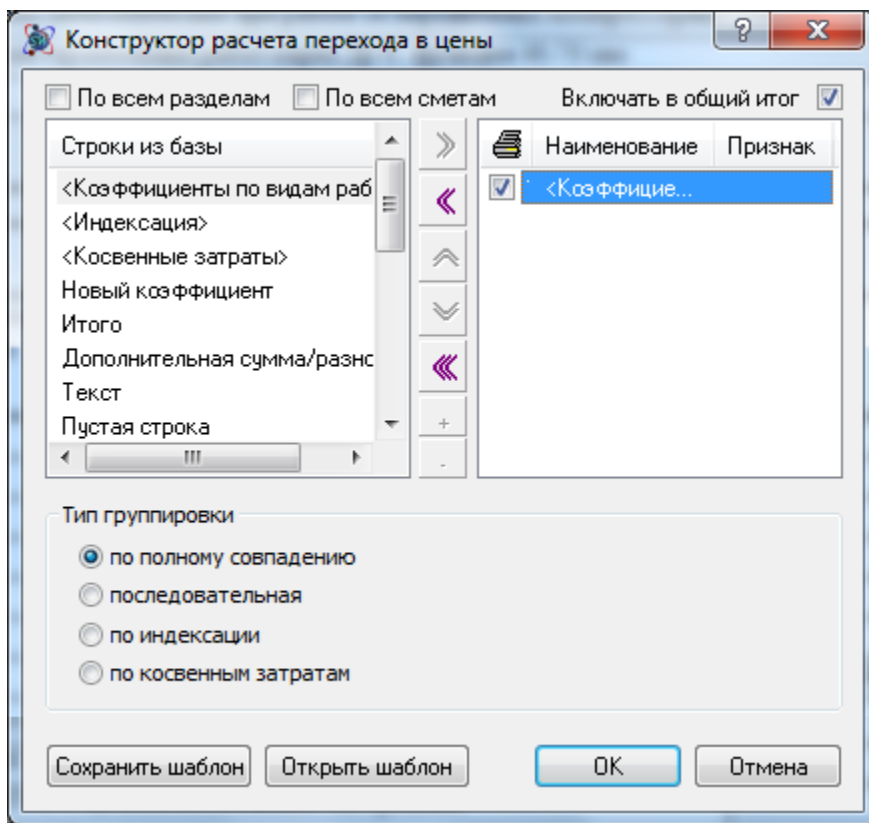 Конструктор расчета перехода в цены
По всем разделам По всем сметам Включать в общий итог
Строки из базы
<Коэффициенты по видам раб
<Индексация>
<Косвенные затраты>
Новый коэффициент
Итого
Дополнительная сумма/разно
Текст
Пустая строка
+
-
Наименование Признак
<Коэффицие...
Тип группировки
по полному совпадению
последовательная
по индексации
по косвенным затратам
Сохранить шаблон Открыть шаблон OK Отмена